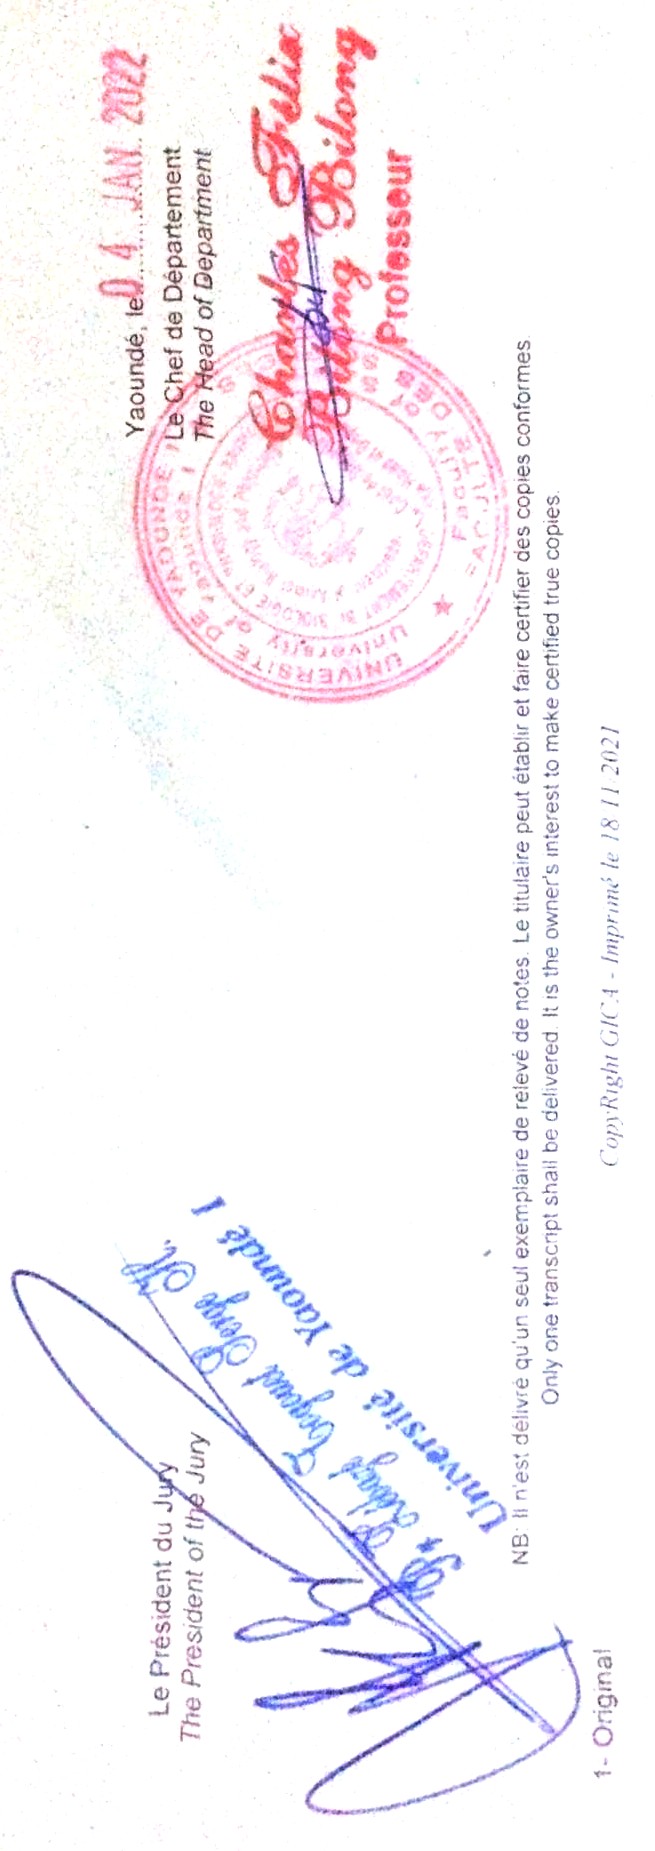 Le Président du Jury
The President of the Jury
Pr Zébazé Togouet Serge H.
Université de Yaoundé I
Yaoundé, le 04 JAN 2022
Le Chef de Département
The Head of Department
Charles Félix
Bilong Bilong
Professeur
UNIVERSITE DE YAOUNDE I
University of Yaounde I
Faculty of
FACULTE DES
NB: Il n'est délivré qu'un seul exemplaire de relevé de notes. Le titulaire peut établir et faire certifier des copies conformes.
Only one transcript shall be delivered. It is the owner's interest to make certified true copies.
1- Original
CopyRight GICA - Imprimé le 18 11 2021